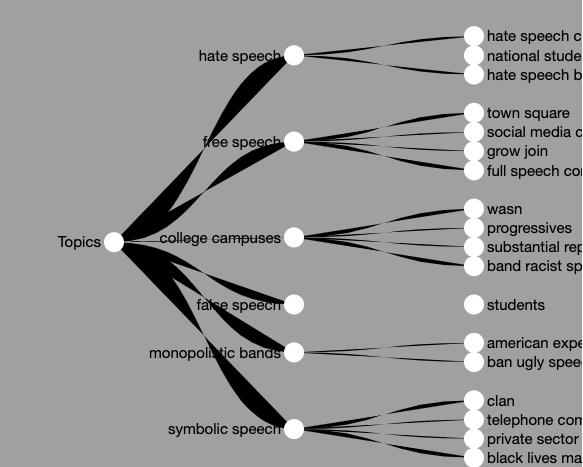 Topics
hate speech
hate speech c
national stude
hate speech b
free speech
town square
social media c
grow join
full speech con
college campuses
wasn
progressives
substantial rep
band racist sp
false speech
students
monopolistic bands
american expe
ban ugly spee
symbolic speech
clan
telephone com
private sector
black lives ma